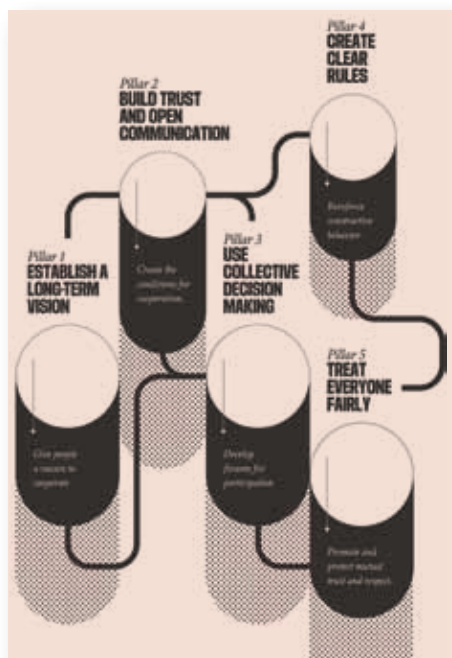 Pillar 1
ESTABLISH A
LONG-TERM
VISION
Give people
a reason to
cooperate
Pillar 2
BUILD TRUST
AND OPEN
COMMUNICATION
Create the
conditions for
cooperation.
Pillar 3
USE
COLLECTIVE
DECISION
MAKING
Develop
forums for
participation
Pillar 4
CREATE
CLEAR
RULES
Reinforce
constructive
behavior
Pillar 5
TREAT
EVERYONE
FAIRLY
Promote and
protect mutual
trust and respect.